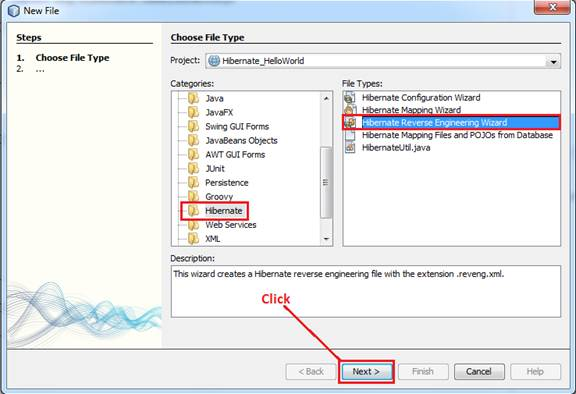 New File
Steps
1. Choose File Type
2. ...
Choose File Type
Project: Hibernate_HelloWorld
Categories:
Java
JavaFX
Swing GUI Forms
JavaBeans Objects
AWT GUI Forms
JUnit
Persistence
Groovy
Hibernate
Web Services
XML
File Types:
Hibernate Configuration Wizard
Hibernate Mapping Wizard
Hibernate Reverse Engineering Wizard
Hibernate Mapping Files and POJOs from Database
HibernateUtil.java
Description:
This wizard creates a Hibernate reverse engineering file with the extension .reveng.xml.
Click
< Back Next > Finish Cancel Help